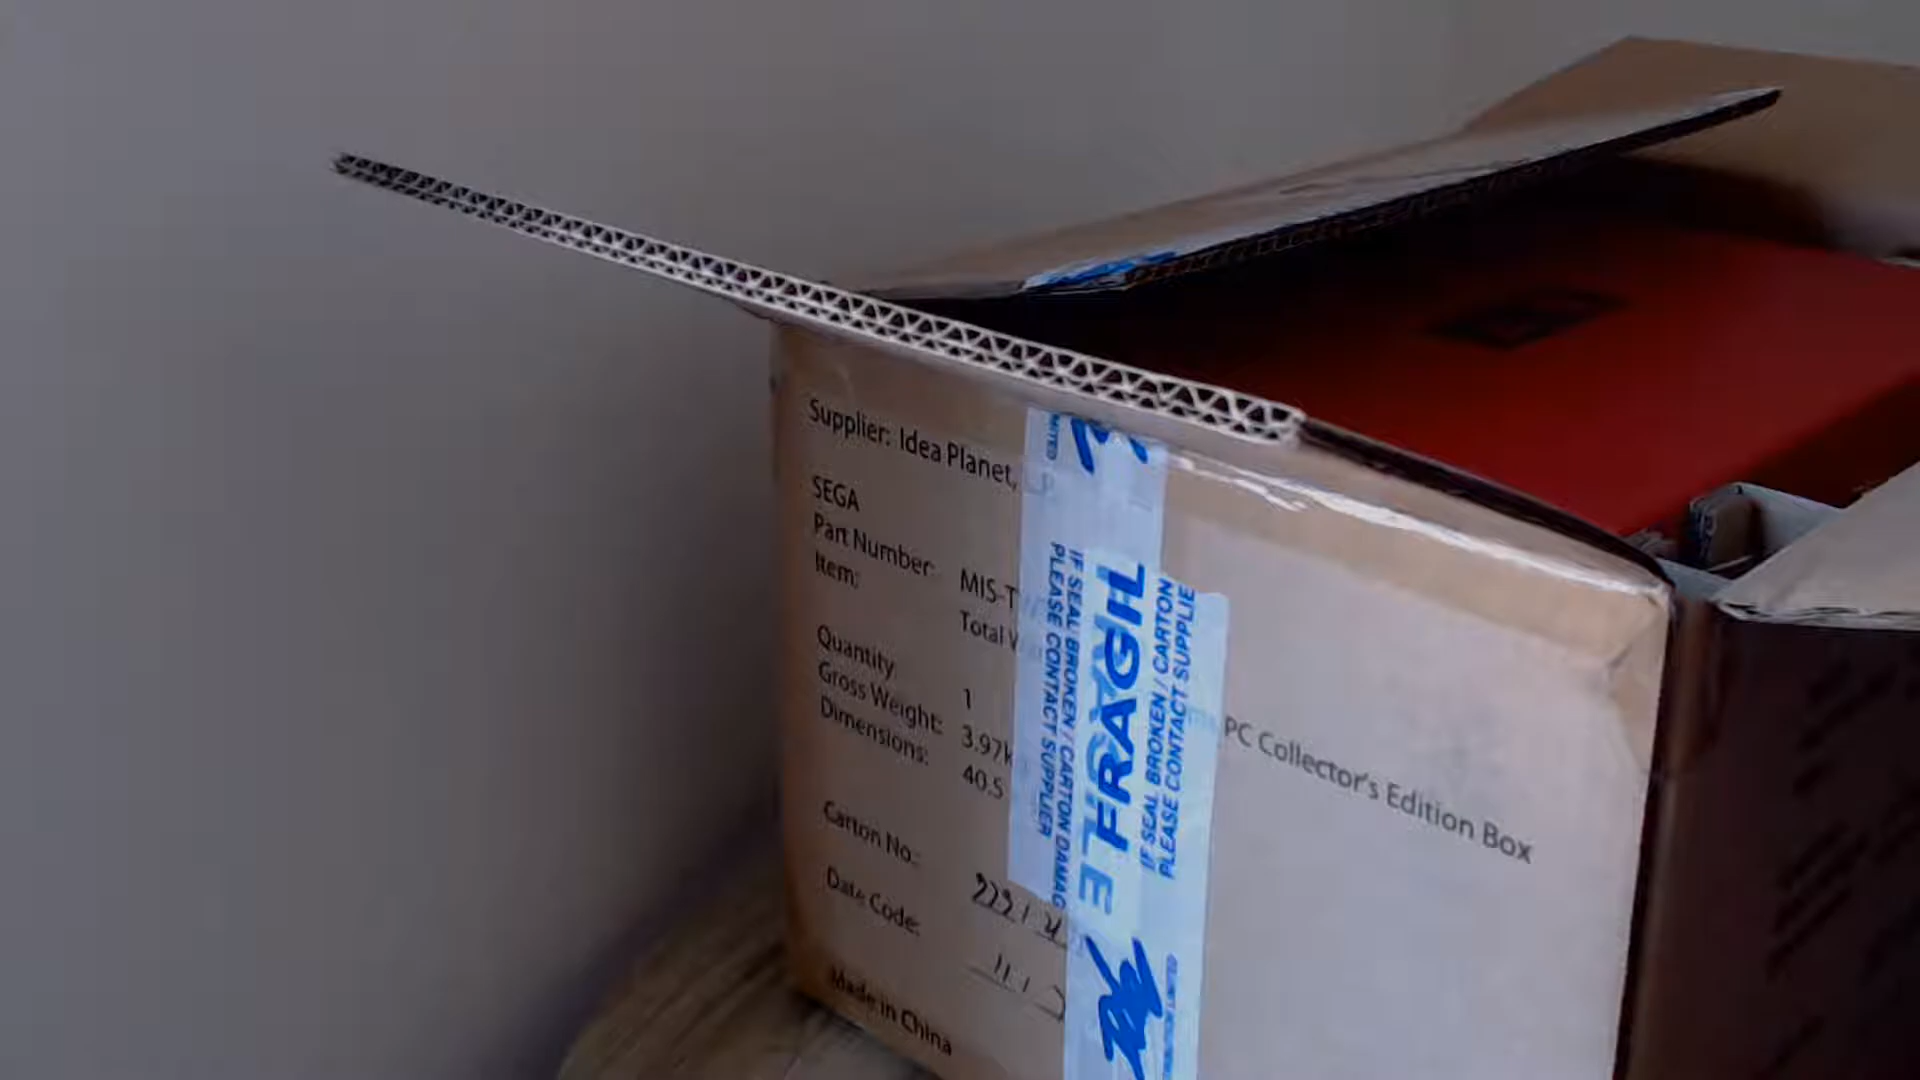 Supplier: Idea Planet,
SEGA
Part Number: MIS-T
Item: Total
Quantity 1
Gross Weight: 3.97k
Dimensions: 40.5
PC Collector's Edition Box
Carton No.:
Date Code:
Made in China
IF SEAL BROKEN / CARTON DAMAG
PLEASE CONTACT SUPPLIER
E FRAGIL
IF SEAL BROKEN / CARTON
PLEASE CONTACT SUPPLIE